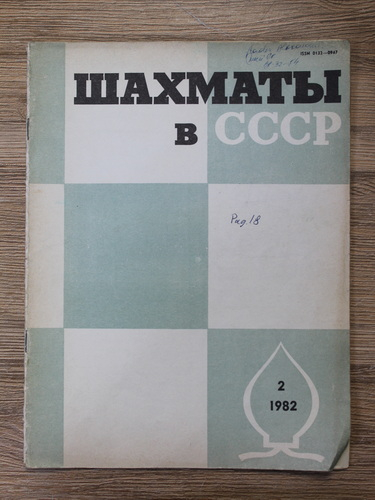 ISSN 0132—0947
ШАХМАТЫ
В СССР
Рид 18
2
1982